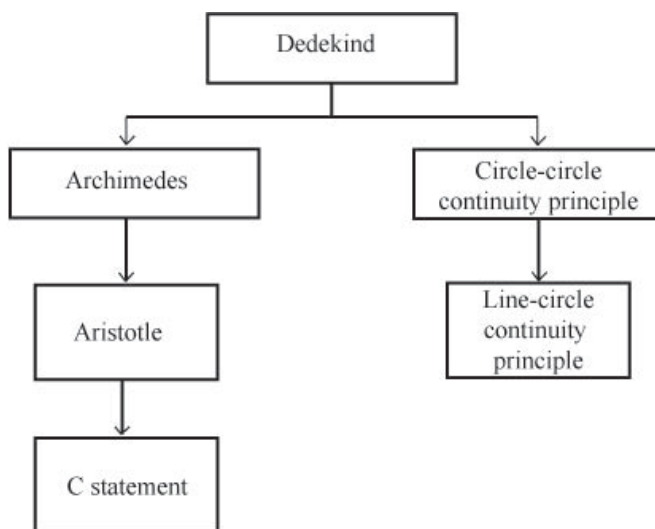 Dedekind
Archimedes
Circle-circle
continuity principle
Aristotle
Line-circle
continuity
principle
C statement